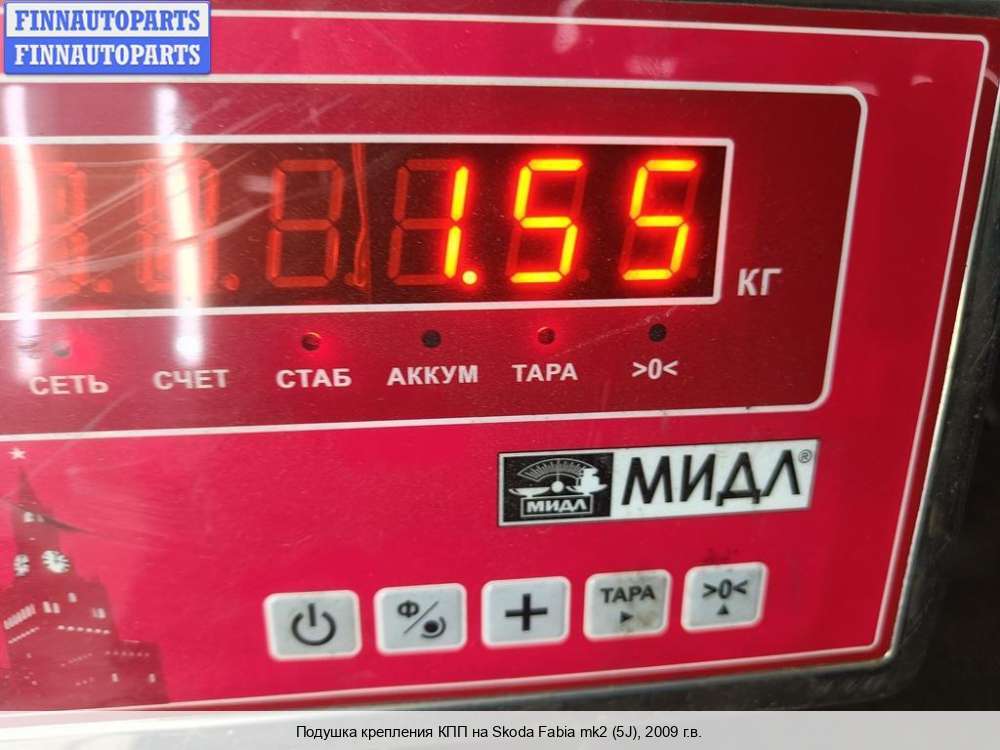 FINNAUTOPARTS
FINNAUTOPARTS
1.55
КГ
СЕТЬ СЧЕТ СТАБ АККУМ ТАРА >0<
МИДЛ МИДЛ®
Ф ТАРА >0<
Подушка крепления КПП на Skoda Fabia mk2 (5J), 2009 г.в.